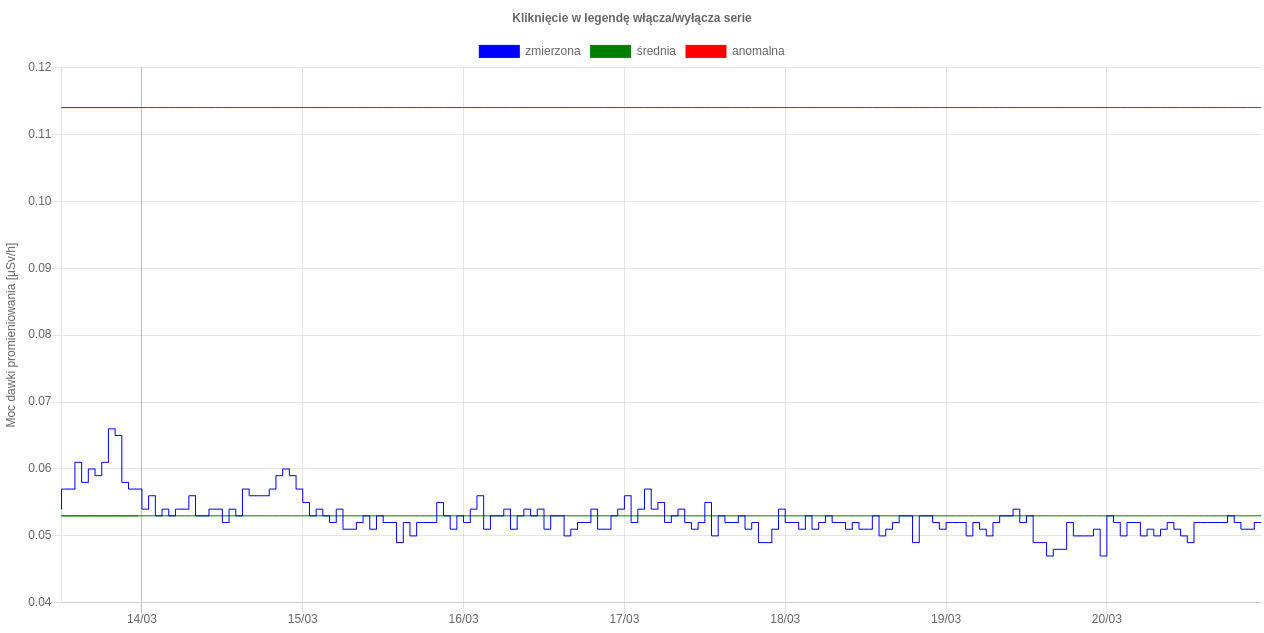 Kliknięcie w legendę włącza/wyłącza serie
zmierzona średnia anomalna
Moc dawki promieniowania [µSv/h]
0.12
0.11
0.10
0.09
0.08
0.07
0.06
0.05
0.04
14/03 15/03 16/03 17/03 18/03 19/03 20/03